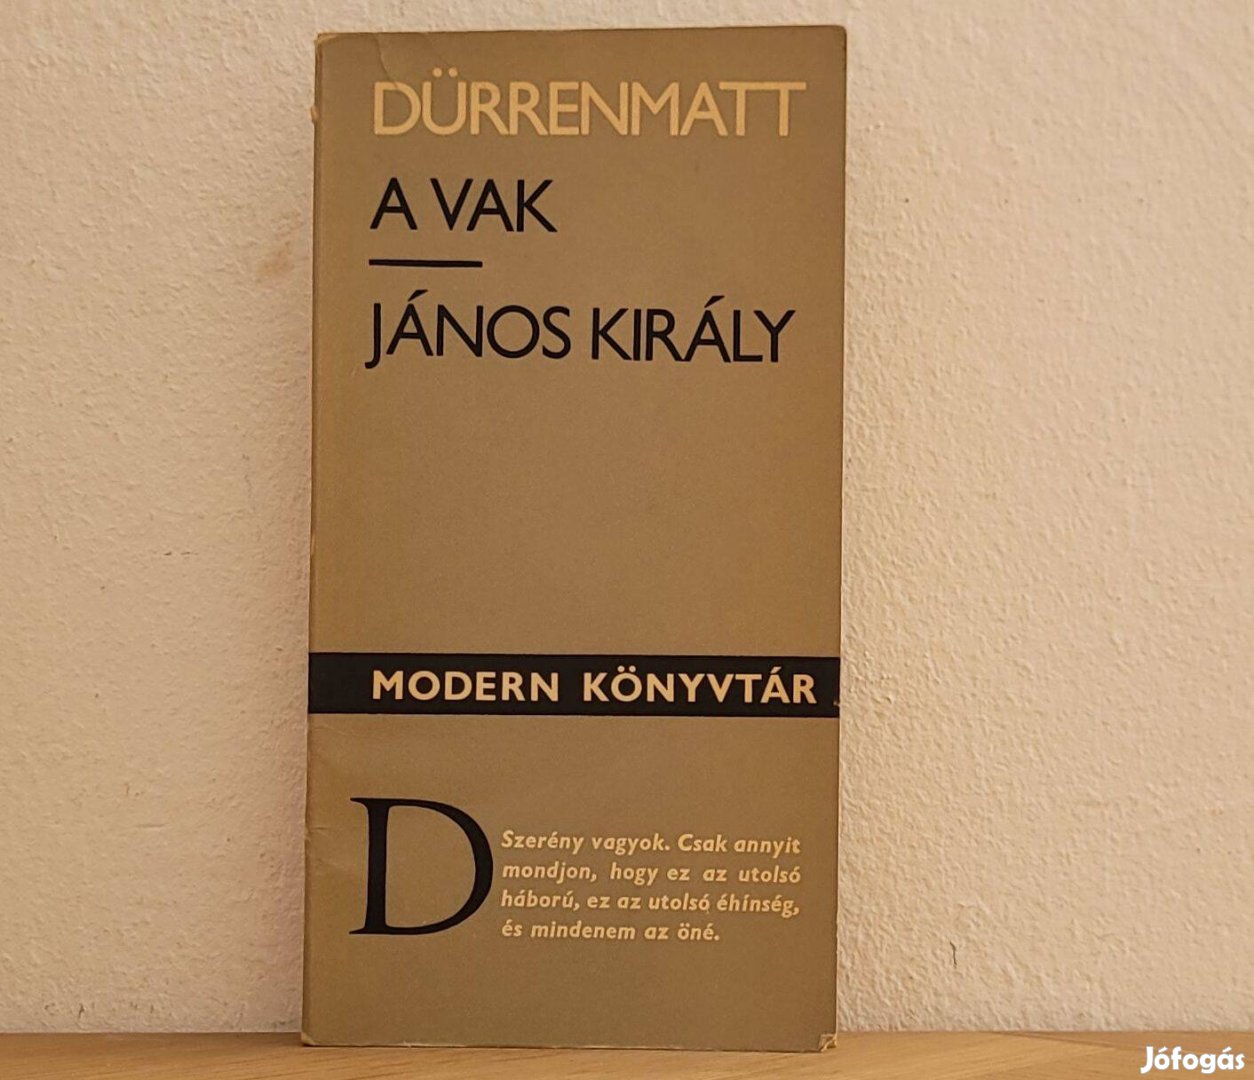 DÜRRENMATT
A VAK
JÁNOS KIRÁLY
MODERN KÖNYVTÁR
D
Szerény vagyok. Csak annyit
mondjon, hogy ez az utolsó
háború, ez az utolsó éhínség,
és mindenem az öné.
Jófogás